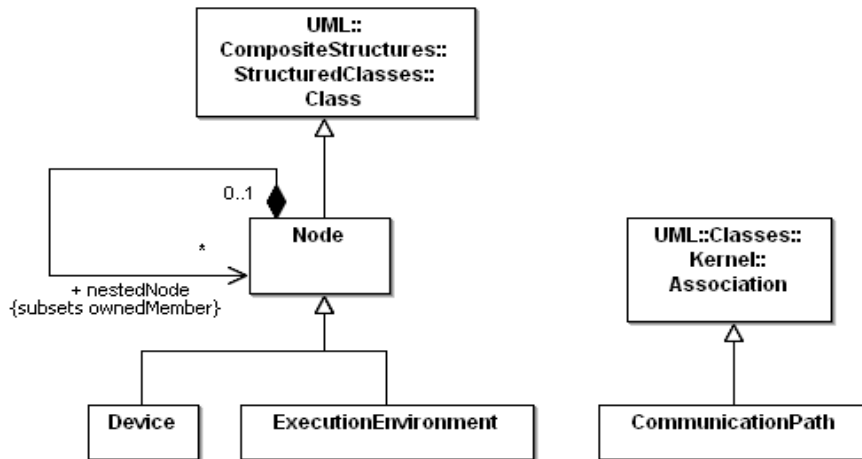 UML::
CompositeStructures::
StructuredClasses::
Class
0..1
Node
*
+ nestedNode
{subsets ownedMember}
UML::Classes::
Kernel::
Association
Device
ExecutionEnvironment
CommunicationPath